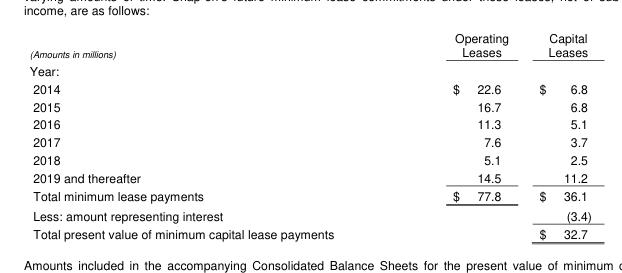 income, are as follows:
Operating Capital
(Amounts in millions) Leases Leases
Year:
2014 $ 22.6 $ 6.8
2015 16.7 6.8
2016 11.3 5.1
2017 7.6 3.7
2018 5.1 2.5
2019 and thereafter 14.5 11.2
Total minimum lease payments $ 77.8 $ 36.1
Less: amount representing interest (3.4)
Total present value of minimum capital lease payments $ 32.7
Amounts included in the accompanying Consolidated Balance Sheets for the present value of minimum